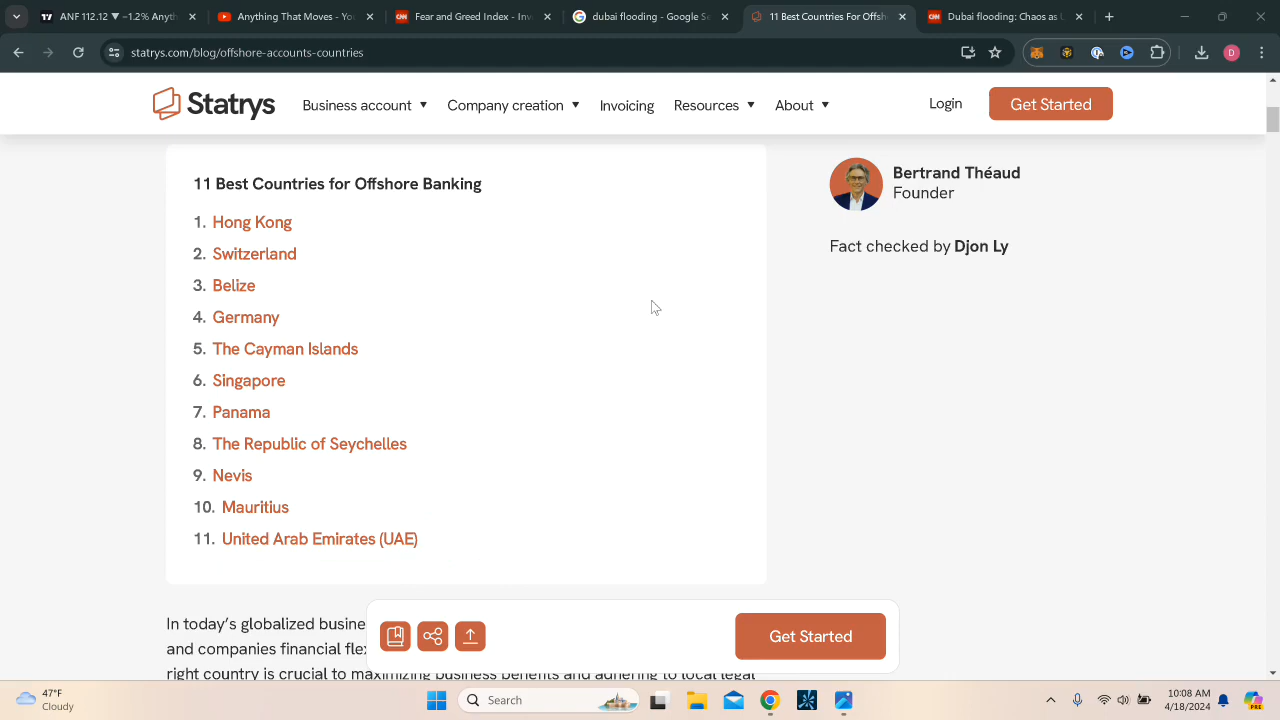 ANF 112.12 ▼
Anyth
Anything That Moves - Yo
Fear and Greed Index - Inv
dubai flooding - Google Se
11 Best Countries For Offsh
Dubai flooding: Chaos as L
statrys.com/blog/offshore-accounts-countries
D
Statrys
Business account ▼
Company creation ▼
Invoicing
Resources ▼
About ▼
Login
Get Started
11 Best Countries for Offshore Banking
1. Hong Kong
2. Switzerland
3. Belize
4. Germany
5. The Cayman Islands
6. Singapore
7. Panama
8. The Republic of Seychelles
9. Nevis
10. Mauritius
11. United Arab Emirates (UAE)
Bertrand Théaud
Founder
Fact checked by Djon Ly
In today's globalized busine
and companies financial fle
right country is crucial to maximizing business benefits and adhering to local legal
Get Started
47°F
Cloudy
Search
10:08 AM
4/18/2024